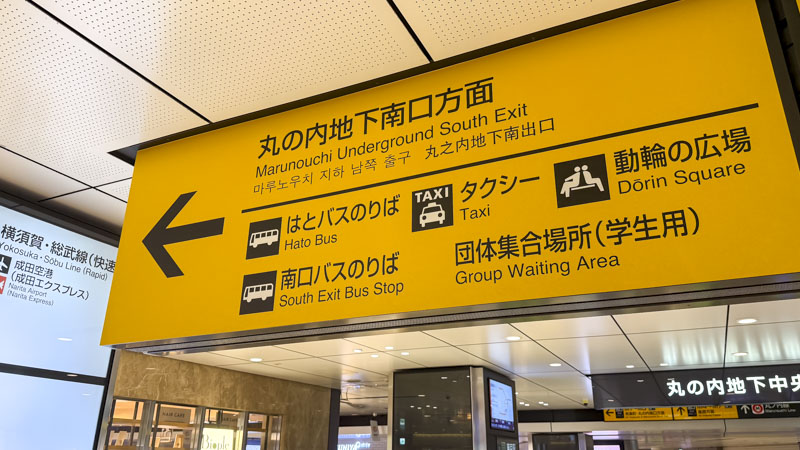 丸の内地下南口方面
Marunouchi Underground South Exit
마루노우치 지하 남쪽 출구 丸之内地下南出口
はとバスのりば
Hato Bus
TAXI
タクシー
Taxi
動輪の広場
Dōrin Square
南口バスのりば
South Exit Bus Stop
団体集合場所(学生用)
Group Waiting Area
横須賀・総武線(快速
Yokosuka・Sōbu Line (Rapid)
成田空港
(成田エクスプレス)
Narita Airport
(Narita Express)
丸の内地下中央
HAIR CARE
Biople